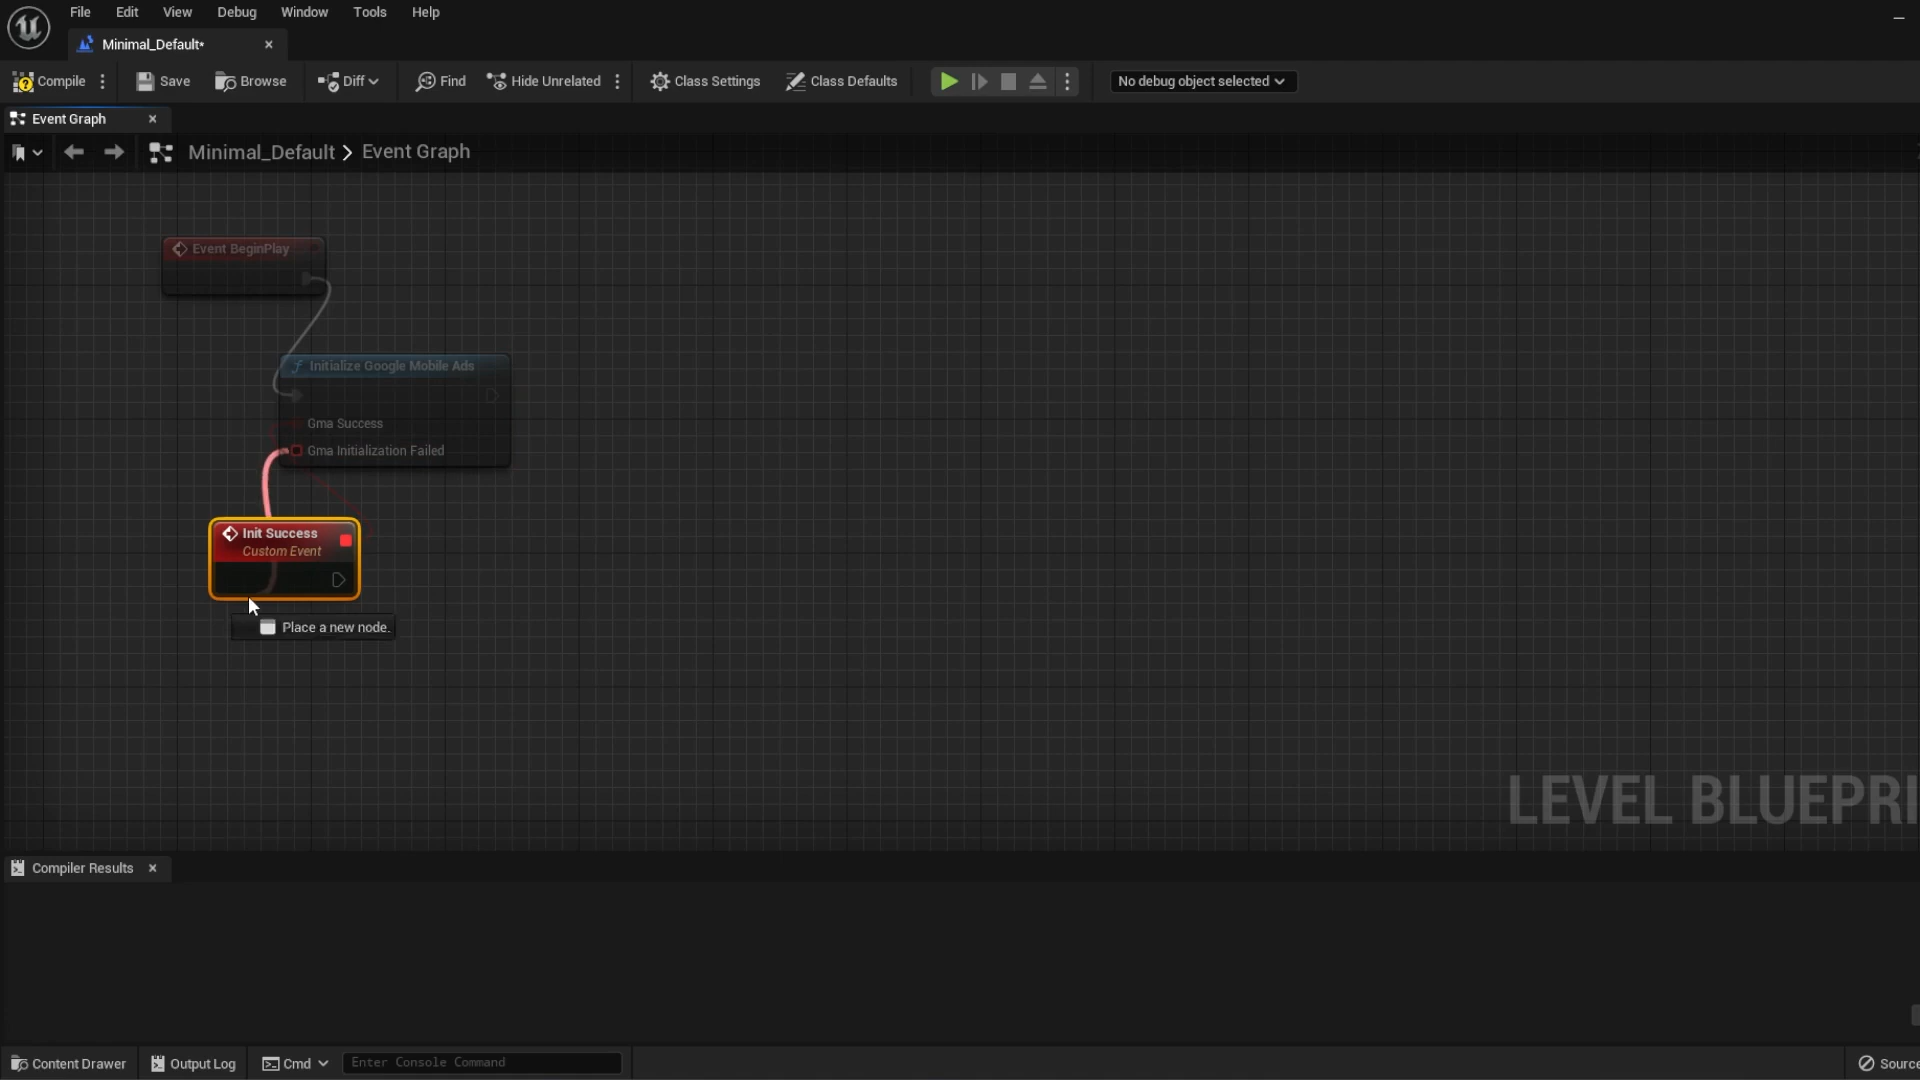 File Edit View Debug Window Tools Help
Minimal_Default*
Compile Save Browse Diff Find Hide Unrelated Class Settings Class Defaults No debug object selected
Event Graph
Minimal_Default > Event Graph
Event BeginPlay
Initialize Google Mobile Ads
Gma Success
Gma Initialization Failed
Init Success
Custom Event
Place a new node.
LEVEL BLUEPRI
Compiler Results
Content Drawer Output Log Cmd Enter Console Command Source